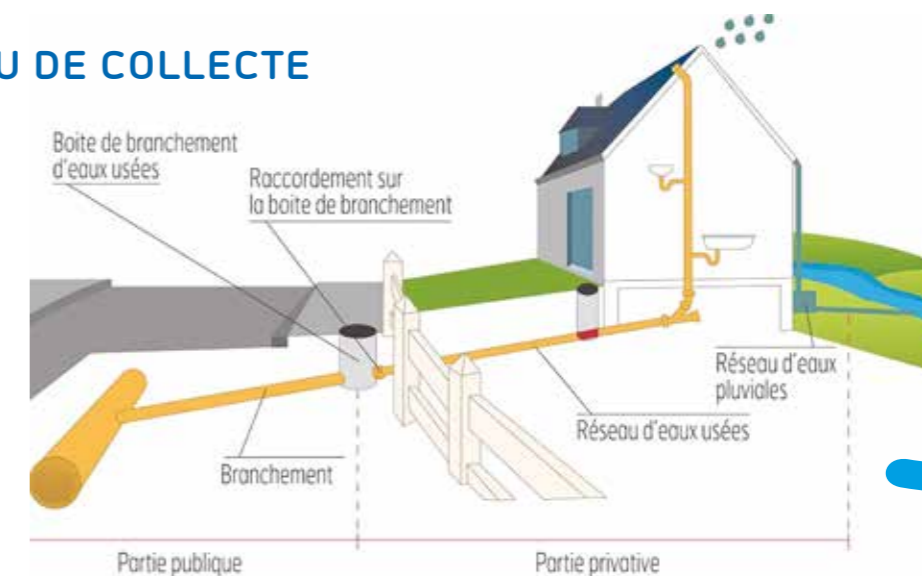 U DE COLLECTE
Boite de branchement
d'eaux usées
Raccordement sur
la boite de branchement
Réseau d'eaux
pluviales
Réseau d'eaux usées
Branchement
Partie publique
Partie privative